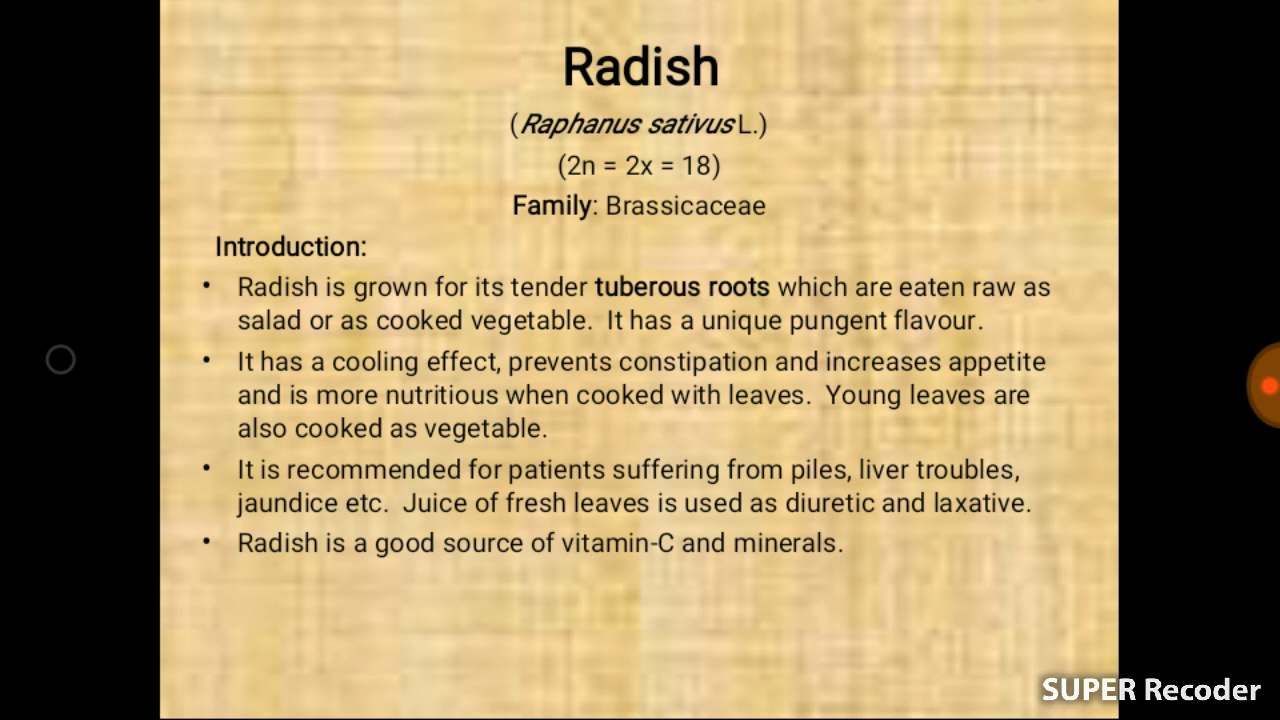 Radish
(Raphanus sativus L.)
(2n = 2x = 18)
Family: Brassicaceae
Introduction:
• Radish is grown for its tender tuberous roots which are eaten raw as
salad or as cooked vegetable. It has a unique pungent flavour.
• It has a cooling effect, prevents constipation and increases appetite
and is more nutritious when cooked with leaves. Young leaves are
also cooked as vegetable.
• It is recommended for patients suffering from piles, liver troubles,
jaundice etc. Juice of fresh leaves is used as diuretic and laxative.
• Radish is a good source of vitamin-C and minerals.
SUPER Recoder